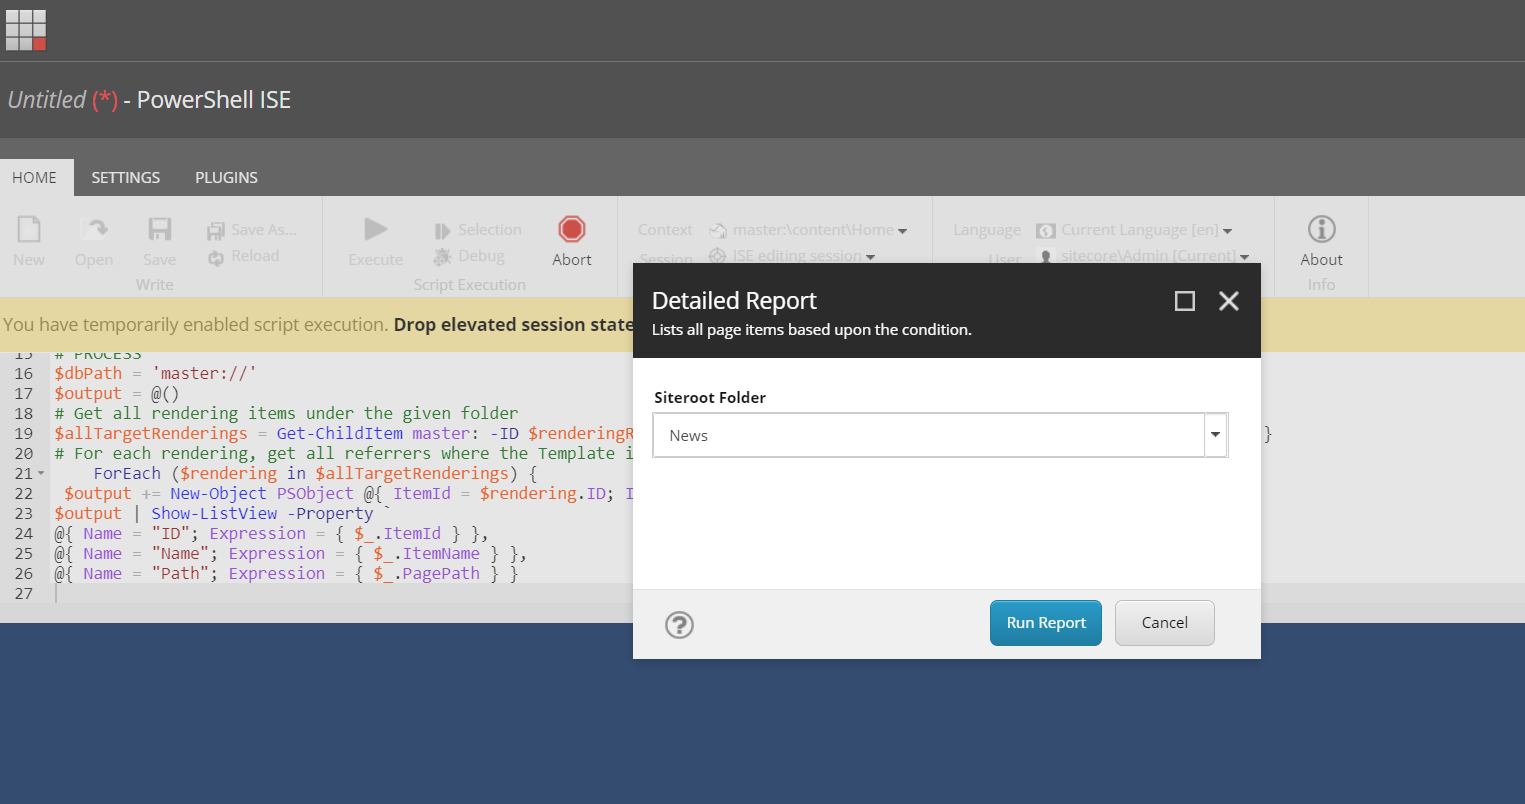 Untitled (*) - PowerShell ISE
HOME SETTINGS PLUGINS
New Open Save Save As... Reload Write
Execute Selection Debug Abort Script Execution
Context master:\content\Home
Session ISE editing session
Language Current Language [en]
User sitecore\Admin [Current]
About
Info
You have temporarily enabled script execution. Drop elevated session state
15 # PROCESS
16 $dbPath = 'master://'
17 $output = @()
18 # Get all rendering items under the given folder
19 $allTargetRenderings = Get-ChildItem master: -ID $renderingR }
20 # For each rendering, get all referrers where the Template i
21 ForEach ($rendering in $allTargetRenderings) {
22 $output += New-Object PSObject @{ ItemId = $rendering.ID; I
23 $output | Show-ListView -Property `
24 @{ Name = "ID"; Expression = { $_.ItemId } },
25 @{ Name = "Name"; Expression = { $_.ItemName } },
26 @{ Name = "Path"; Expression = { $_.PagePath } }
27
Detailed Report
Lists all page items based upon the condition.
Siteroot Folder
News
? Run Report Cancel